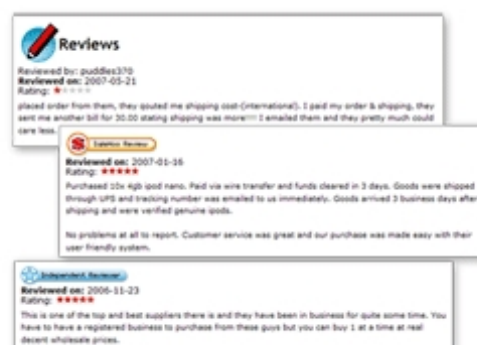 Reviews
Reviewed by: puddles370
Reviewed on: 2007-05-21
Rating:
placed order from them, they qouted me shipping cost-(international). I paid my order & shipping, they
sent me another bill for 30.00 stating shipping was more!!!! I emailed them and they pretty much could
care less.
SaleHoo Review
Reviewed on: 2007-01-16
Rating:
Purchased 10x 4gb ipod nano. Paid via wire transfer and funds cleared in 3 days. Goods were shipped
through UPS and tracking number was emailed to us immediately. Goods arrived 3 business days after
shipping and were verified genuine ipods.
No problems at all to report. Customer service was great and our purchase was made easy with their
user friendly system.
Independent Reviewer
Reviewed on: 2006-11-23
Rating:
This is one of the top and best suppliers there is and they have been in business for quite some time. You
have to have a registered business to purchase from these guys but you can buy 1 at a time at real
decent wholesale prices.